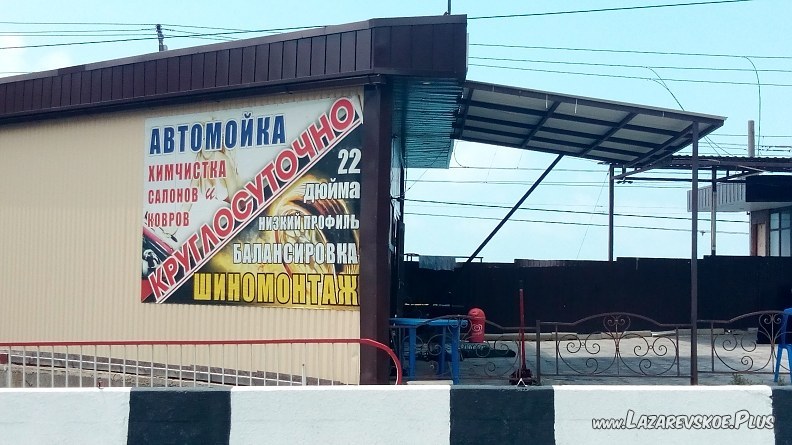 АВТОМОЙКА
ХИМЧИСТКА
САЛОНОВ и
КОВРОВ
КРУГЛОСУТОЧНО
22
ДЮЙМА
НИЗКИЙ ПРОФИЛЬ
БАЛАНСИРОВКА
ШИНОМОНТАЖ
www.LAZAREVSKOE.PLUS